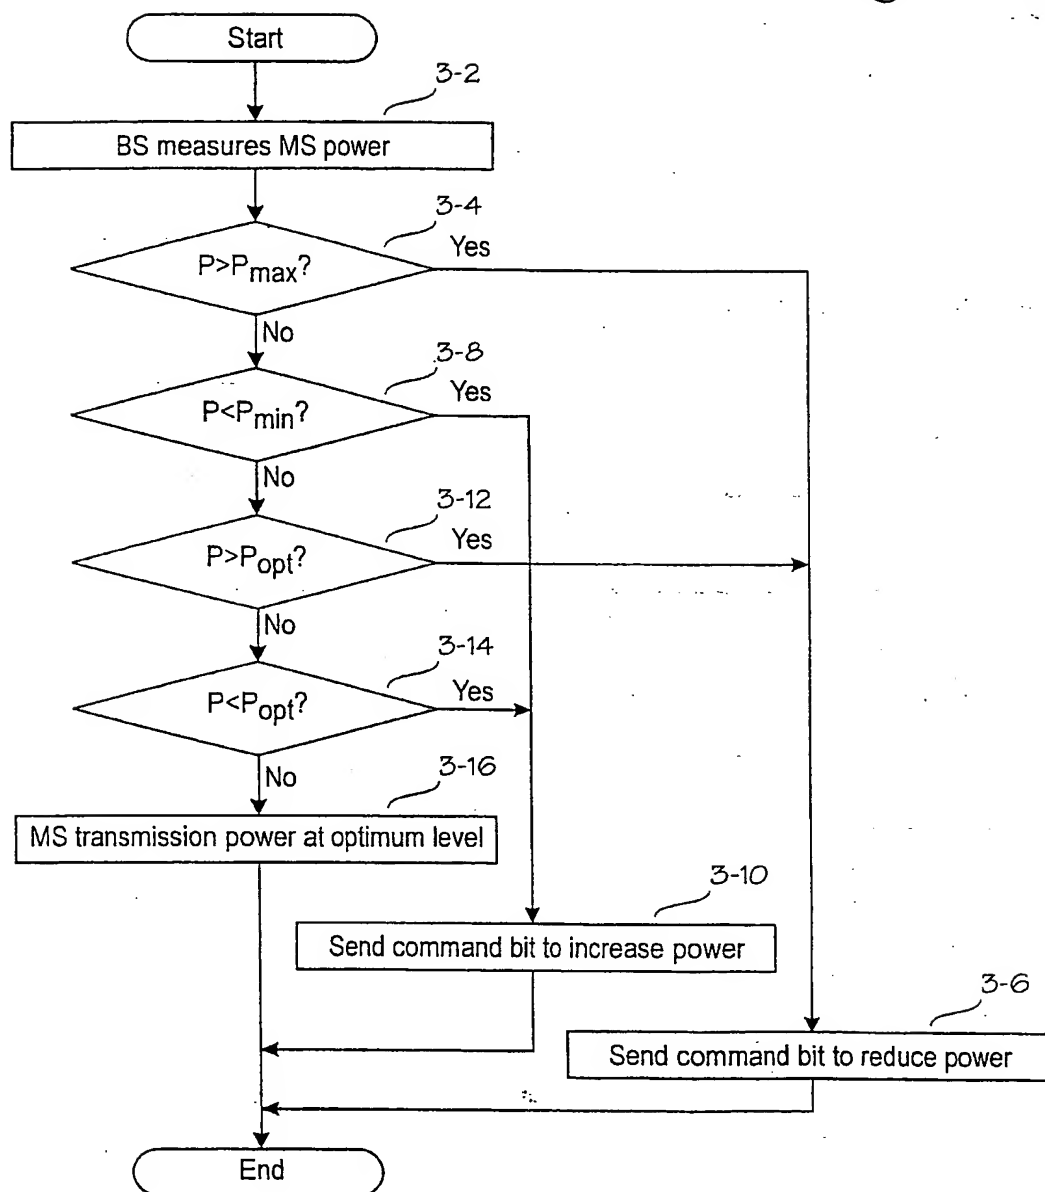 Start
3-2
BS measures MS power
3-4
P>Pmax?
Yes
No
3-8
P<Pmin?
Yes
No
3-12
P>Popt?
Yes
No
3-14
P<Popt?
Yes
No
3-16
MS transmission power at optimum level
3-10
Send command bit to increase power
3-6
Send command bit to reduce power
End